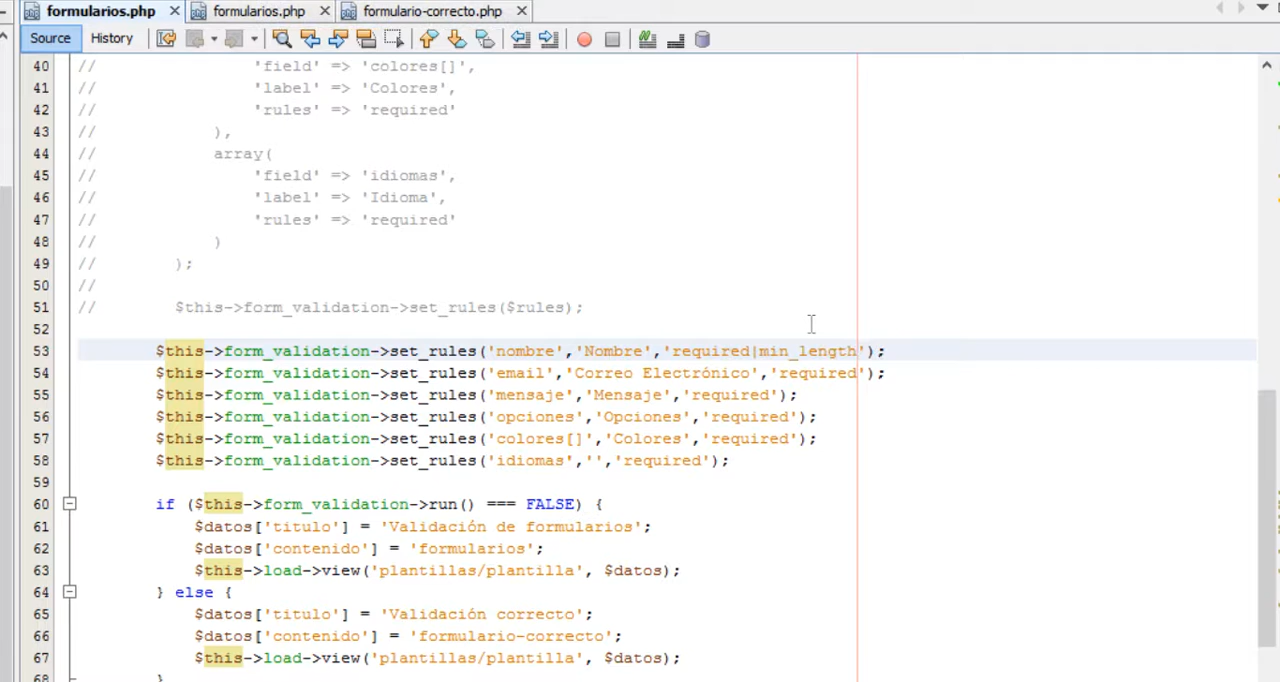 formularios.php formularios.php formulario-correcto.php
Source History
40 // 'field' => 'colores[]',
41 // 'label' => 'Colores',
42 // 'rules' => 'required'
43 // ),
44 // array(
45 // 'field' => 'idiomas',
46 // 'label' => 'Idioma',
47 // 'rules' => 'required'
48 // )
49 // );
50 //
51 // $this->form_validation->set_rules($rules);
52
53 $this->form_validation->set_rules('nombre','Nombre','required|min_length');
54 $this->form_validation->set_rules('email','Correo Electrónico','required');
55 $this->form_validation->set_rules('mensaje','Mensaje','required');
56 $this->form_validation->set_rules('opciones','Opciones','required');
57 $this->form_validation->set_rules('colores[]','Colores','required');
58 $this->form_validation->set_rules('idiomas','','required');
59
60 if ($this->form_validation->run() === FALSE) {
61 $datos['titulo'] = 'Validación de formularios';
62 $datos['contenido'] = 'formularios';
63 $this->load->view('plantillas/plantilla', $datos);
64 } else {
65 $datos['titulo'] = 'Validación correcto';
66 $datos['contenido'] = 'formulario-correcto';
67 $this->load->view('plantillas/plantilla', $datos);
68 }